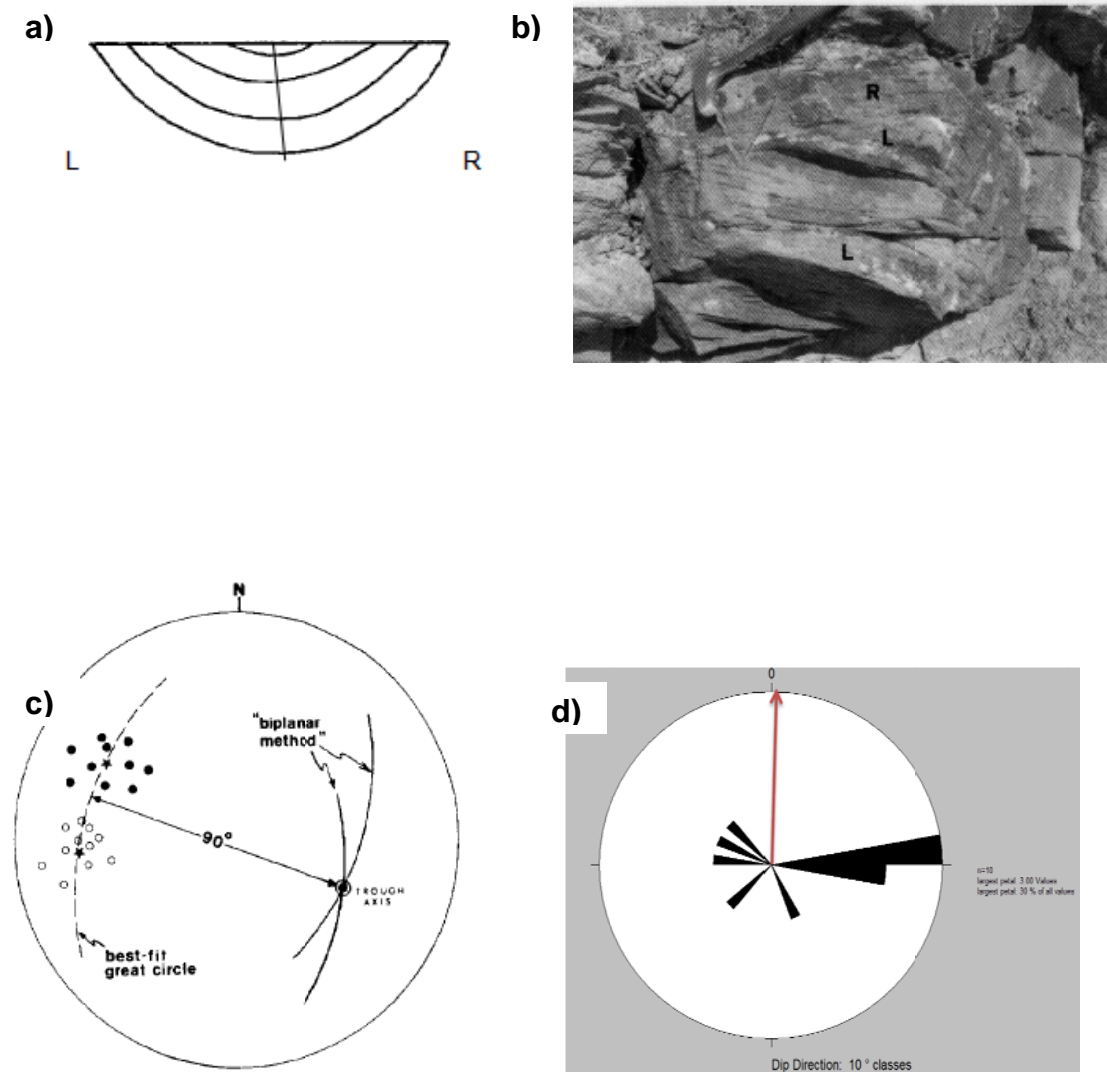 a)
L
R
b)
R
L
L
c)
N
"biplanar
method"
90°
TROUGH
AXIS
best-fit
great circle
d)
0
n=10
largest petal: 3.00 Values
largest petal: 30 % of all values
Dip Direction: 10 ° classes